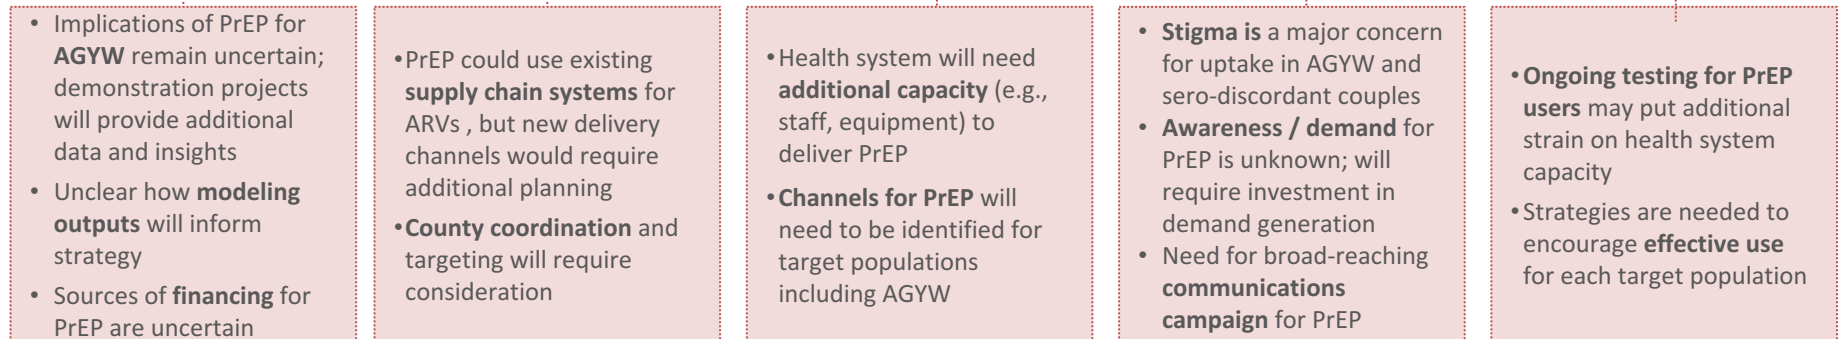 • Implications of PrEP for
AGYW remain uncertain;
demonstration projects
will provide additional
data and insights
• Unclear how modeling
outputs will inform
strategy
• Sources of financing for
PrEP are uncertain
•PrEP could use existing
supply chain systems for
ARVs , but new delivery
channels would require
additional planning
•County coordination and
targeting will require
consideration
•Health system will need
additional capacity (e.g.,
staff, equipment) to
deliver PrEP
•Channels for PrEP will
need to be identified for
target populations
including AGYW
• Stigma is a major concern
for uptake in AGYW and
sero-discordant couples
• Awareness / demand for
PrEP is unknown; will
require investment in
demand generation
• Need for broad-reaching
communications
campaign for PrEP
•Ongoing testing for PrEP
users may put additional
strain on health system
capacity
•Strategies are needed to
encourage effective use
for each target population